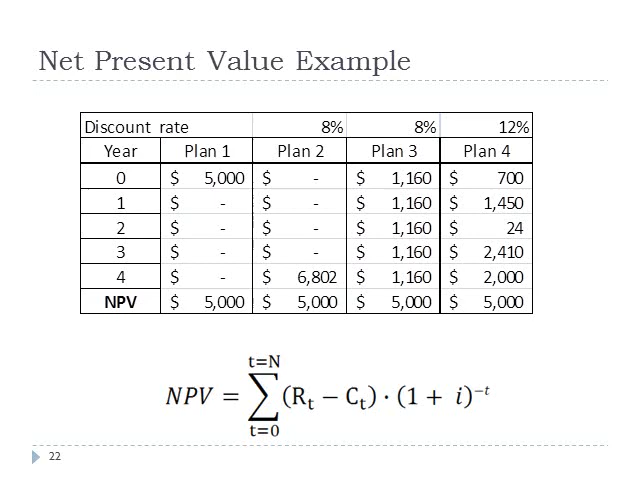 Net Present Value Example
Discount rate 8% 8% 12%
Year Plan 1 Plan 2 Plan 3 Plan 4
0 $ 5,000 $ - $ 1,160 $ 700
1 $ - $ - $ 1,160 $ 1,450
2 $ - $ - $ 1,160 $ 24
3 $ - $ - $ 1,160 $ 2,410
4 $ - $ 6,802 $ 1,160 $ 2,000
NPV $ 5,000 $ 5,000 $ 5,000 $ 5,000
t=N
NPV = ∑ (Rₜ − Cₜ) · (1 + i)⁻ᵗ
t=0
22